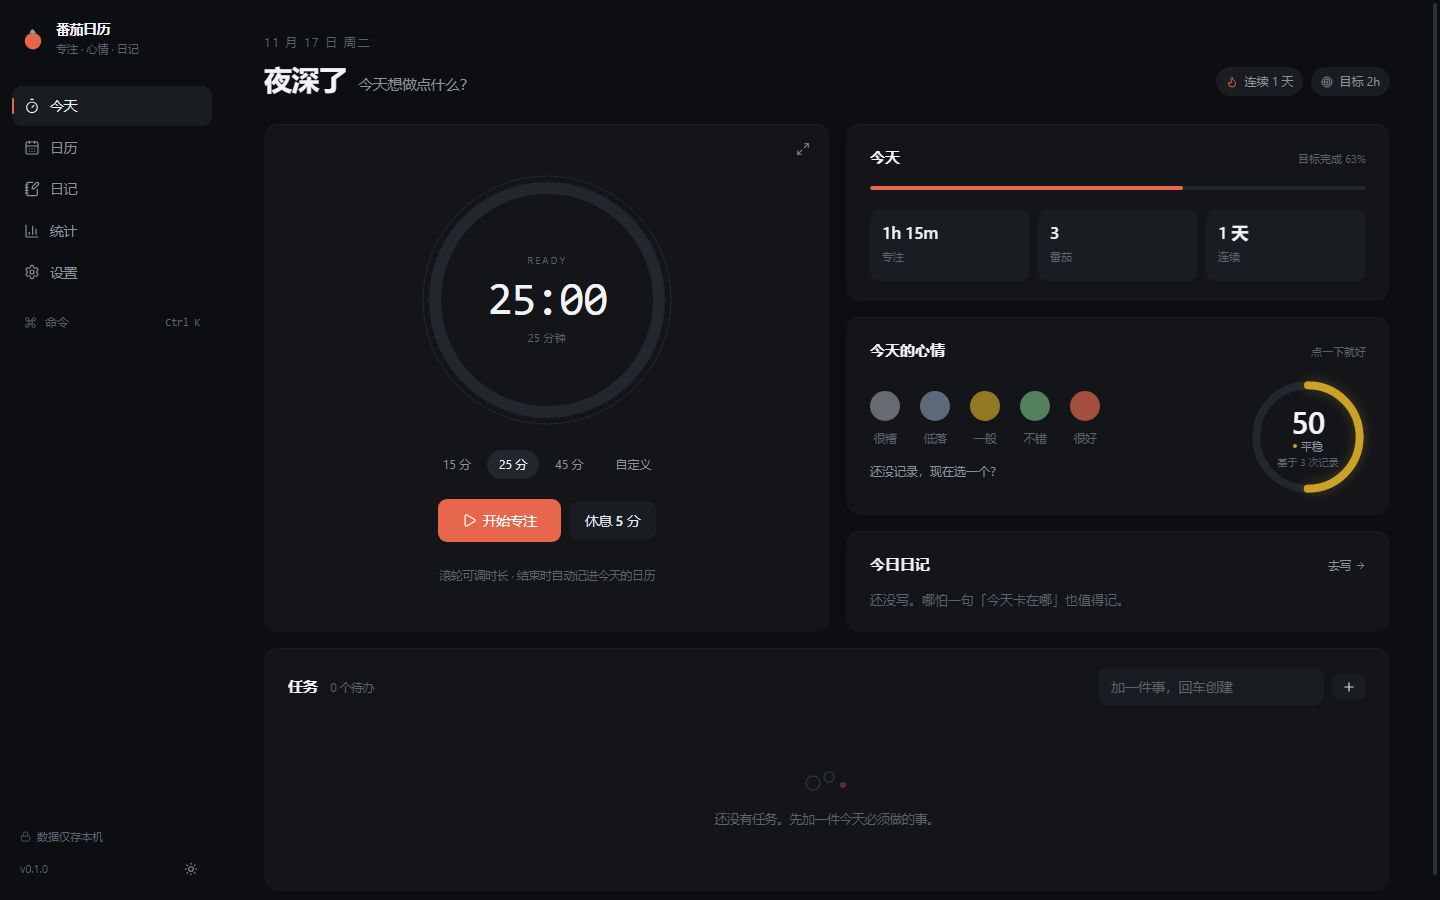 番茄日历
专注 · 心情 · 日记
今天
日历
日记
统计
设置
命令 Ctrl K
数据仅存本机
v0.1.0
11 月 17 日 周二
夜深了 今天想做点什么？
连续 1 天
目标 2h
READY
25:00
25 分钟
15 分 25 分 45 分 自定义
开始专注 休息 5 分
滚轮可调时长 · 结束时自动记进今天的日历
今天 目标完成 63%
1h 15m
专注
3
番茄
1 天
连续
今天的心情 点一下就好
很糟 低落 一般 不错 很好
还没记录，现在选一个？
50
平稳
基于 3 次记录
今日日记 去写 →
还没写。哪怕一句「今天卡在哪」也值得记。
任务 0 个待办
加一件事，回车创建 +
还没有任务。先加一件今天必须做的事。